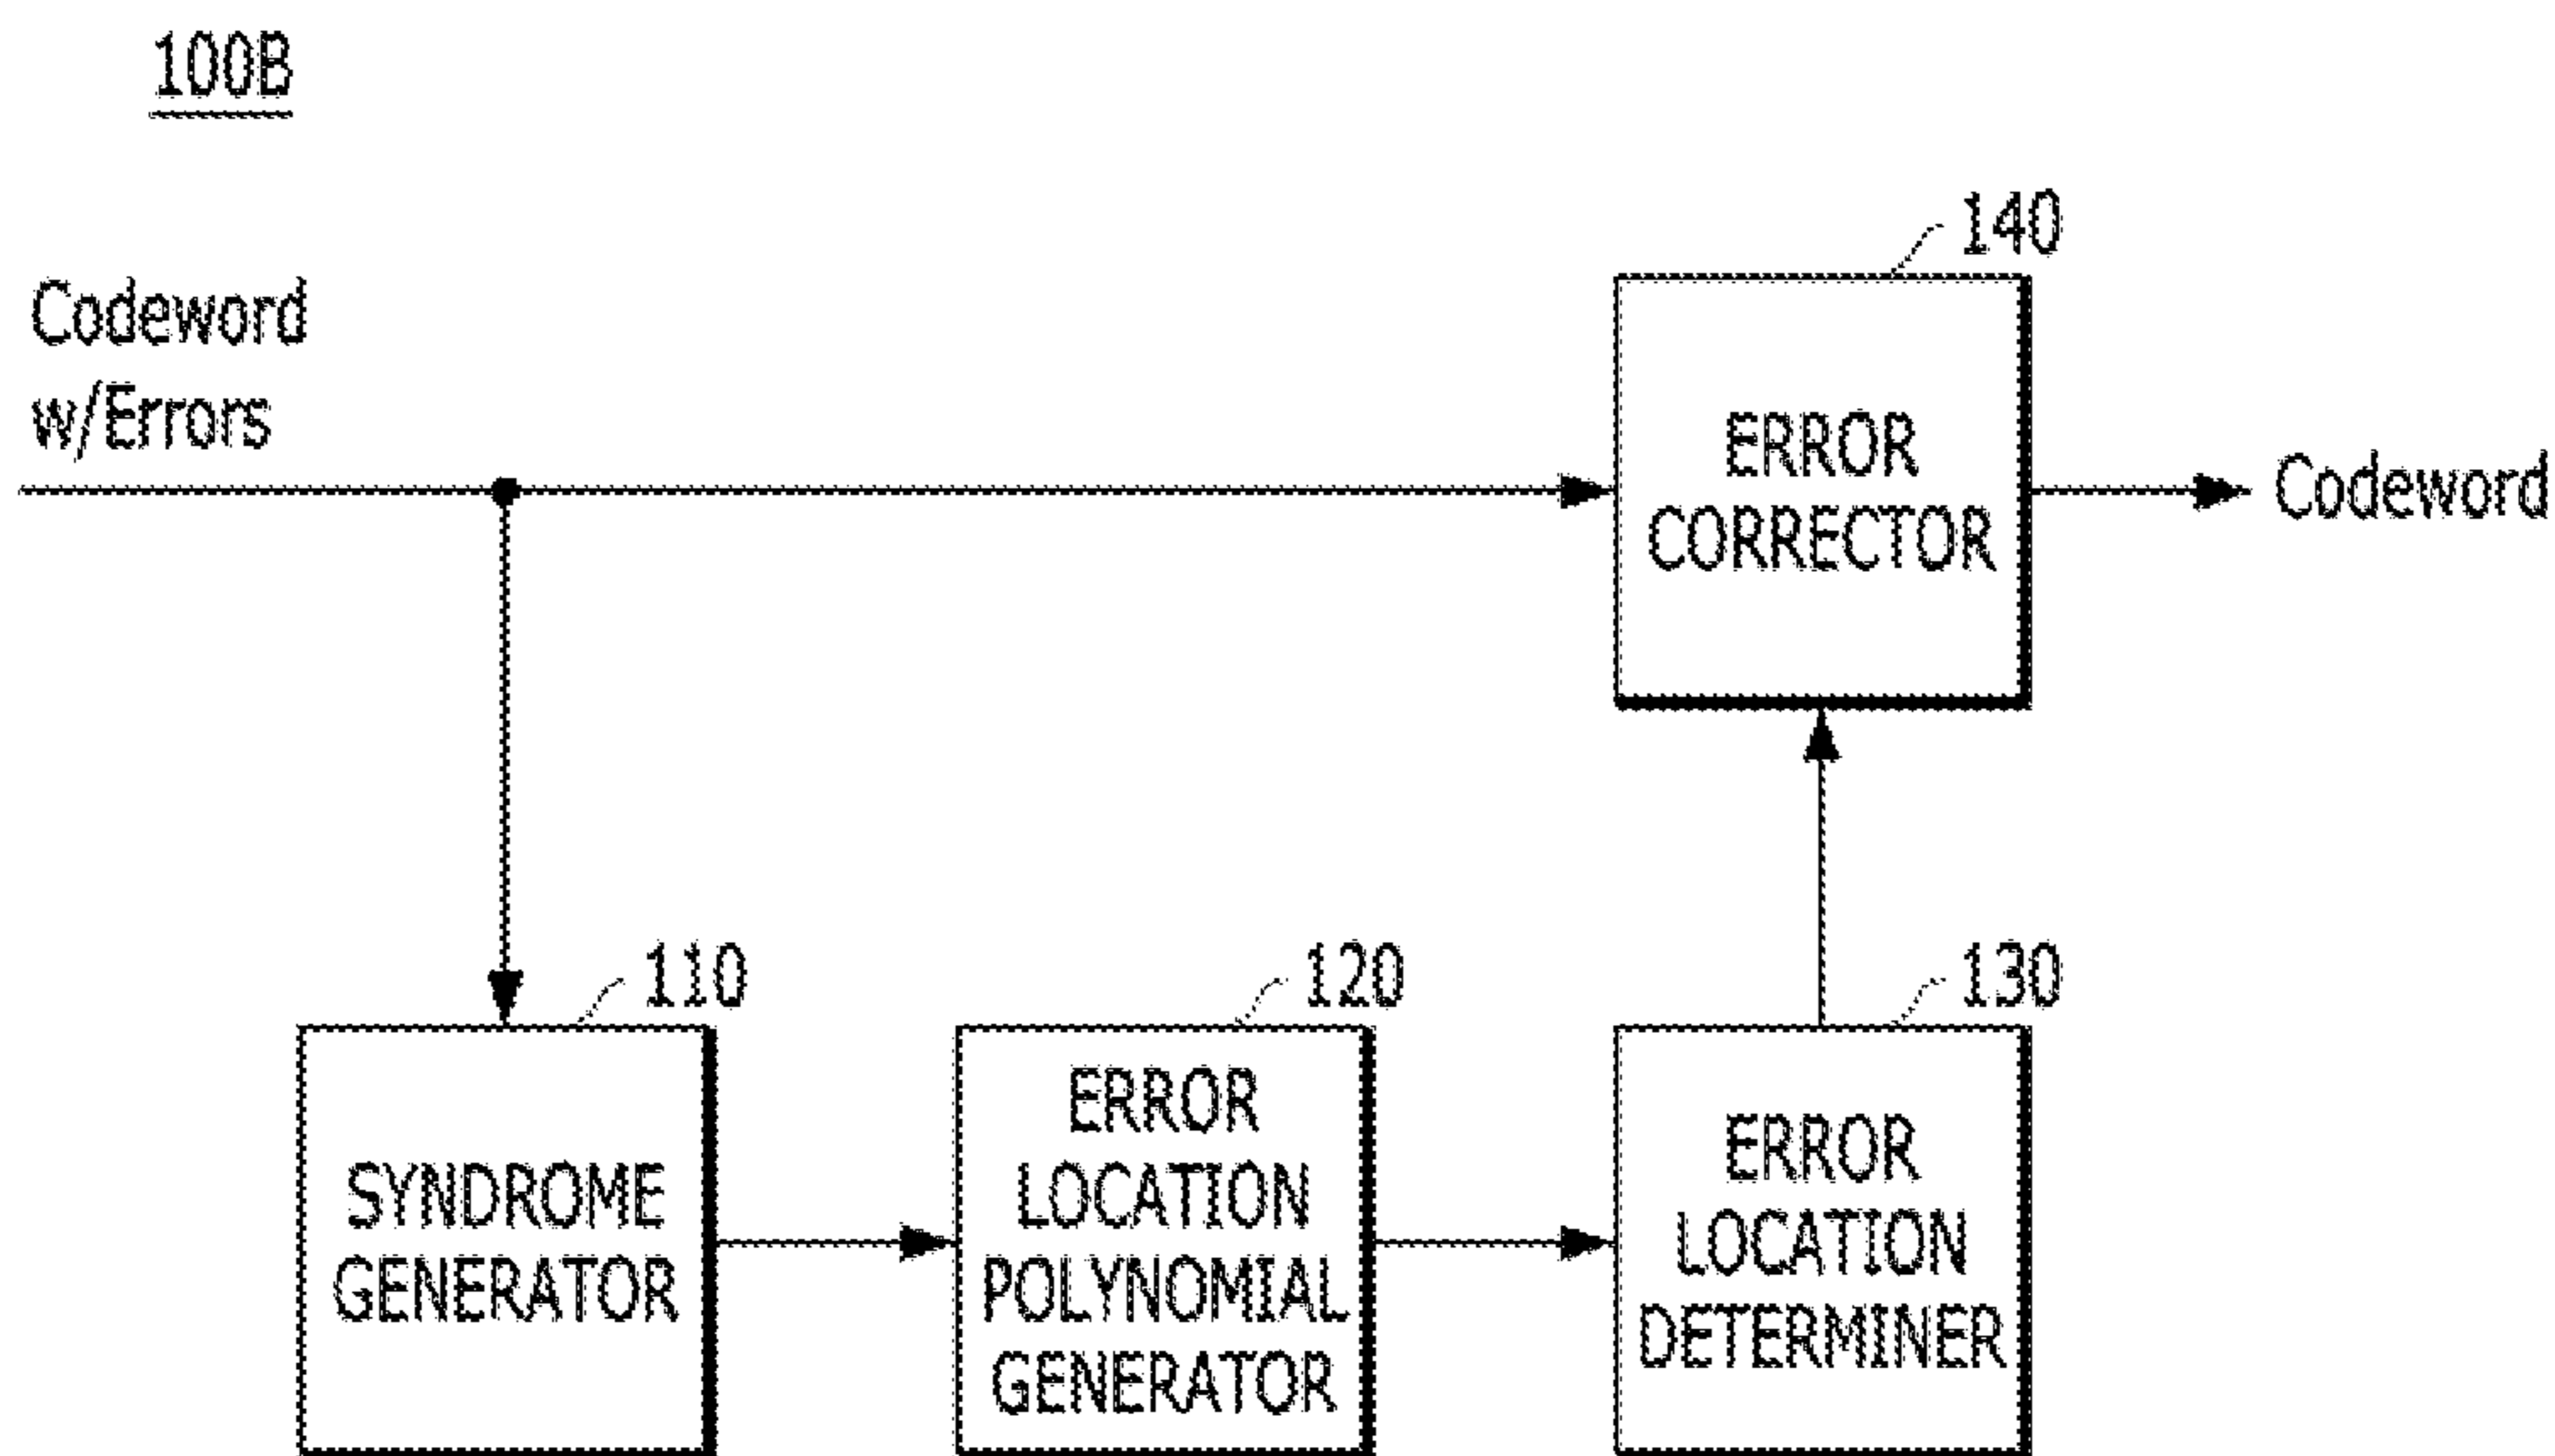 100B
140
Codeword
w/Errors
ERROR
CORRECTOR
Codeword
110
120
130
SYNDROME
GENERATOR
ERROR
LOCATION
POLYNOMIAL
GENERATOR
ERROR
LOCATION
DETERMINER